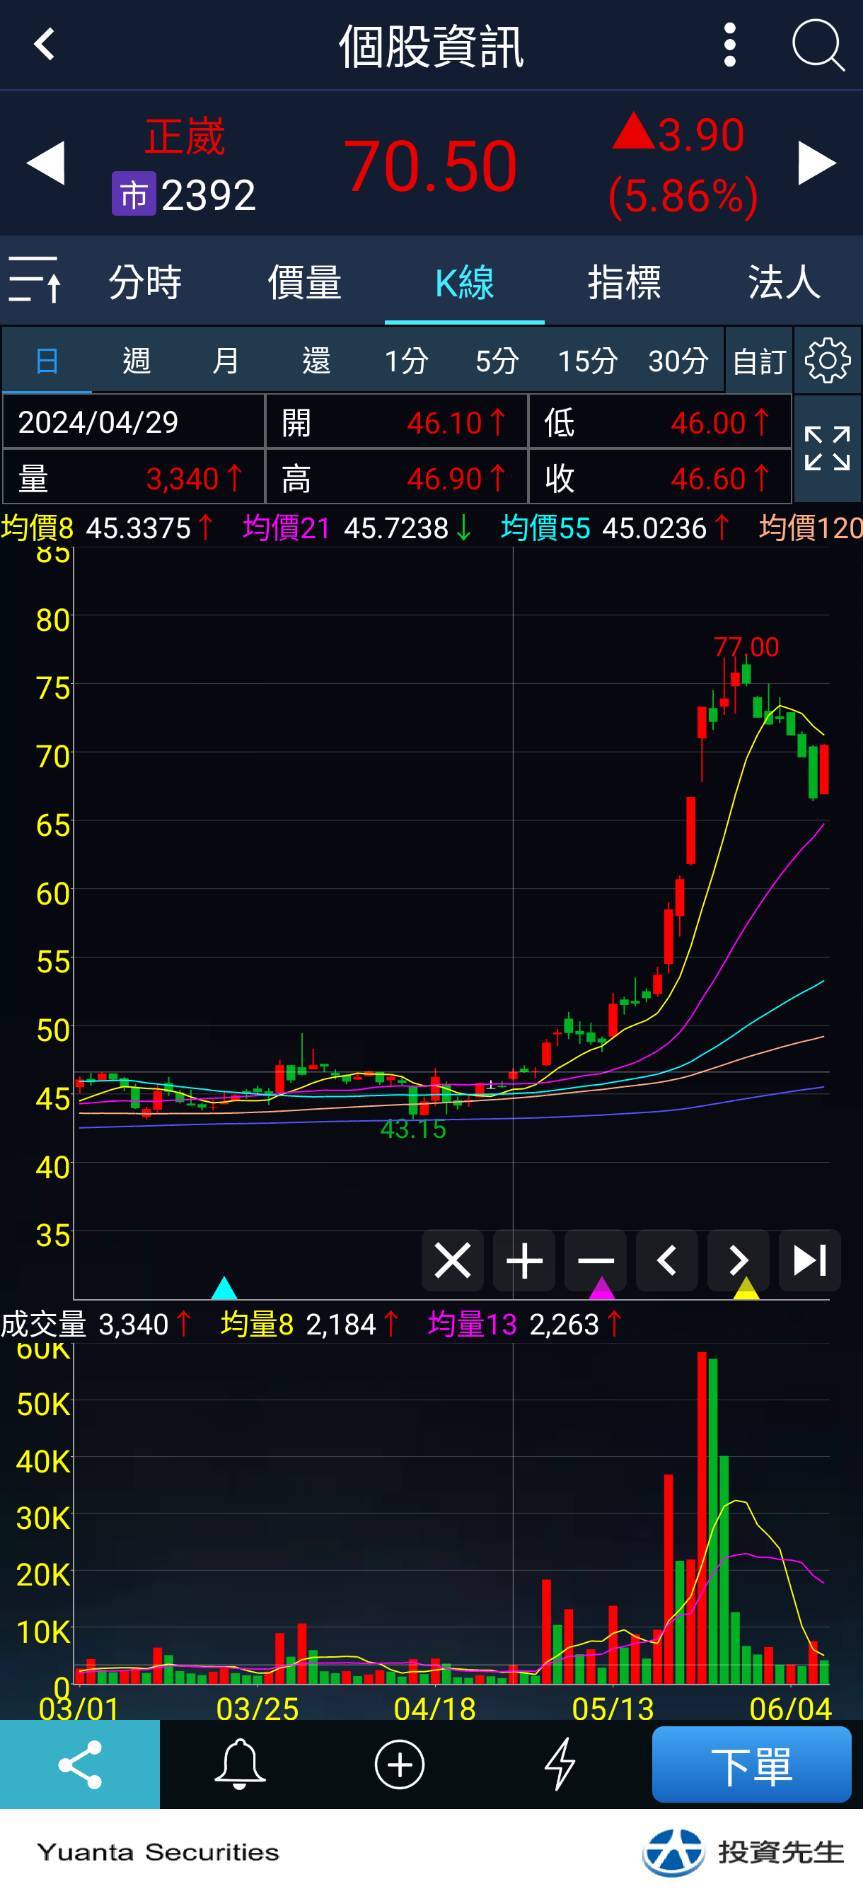 個股資訊
正崴 70.50 ▲3.90
市 2392 (5.86%)
分時 價量 K線 指標 法人
日 週 月 還 1分 5分 15分 30分 自訂
2024/04/29 開 46.10↑ 低 46.00↑
量 3,340↑ 高 46.90↑ 收 46.60↑
均價8 45.3375↑ 均價21 45.7238↓ 均價55 45.0236↑ 均價120
85
80
77.00
75
70
65
60
55
50
45
43.15
40
35
成交量 3,340↑ 均量8 2,184↑ 均量13 2,263↑
60K
50K
40K
30K
20K
10K
0
03/01 03/25 04/18 05/13 06/04
下單
Yuanta Securities 投資先生